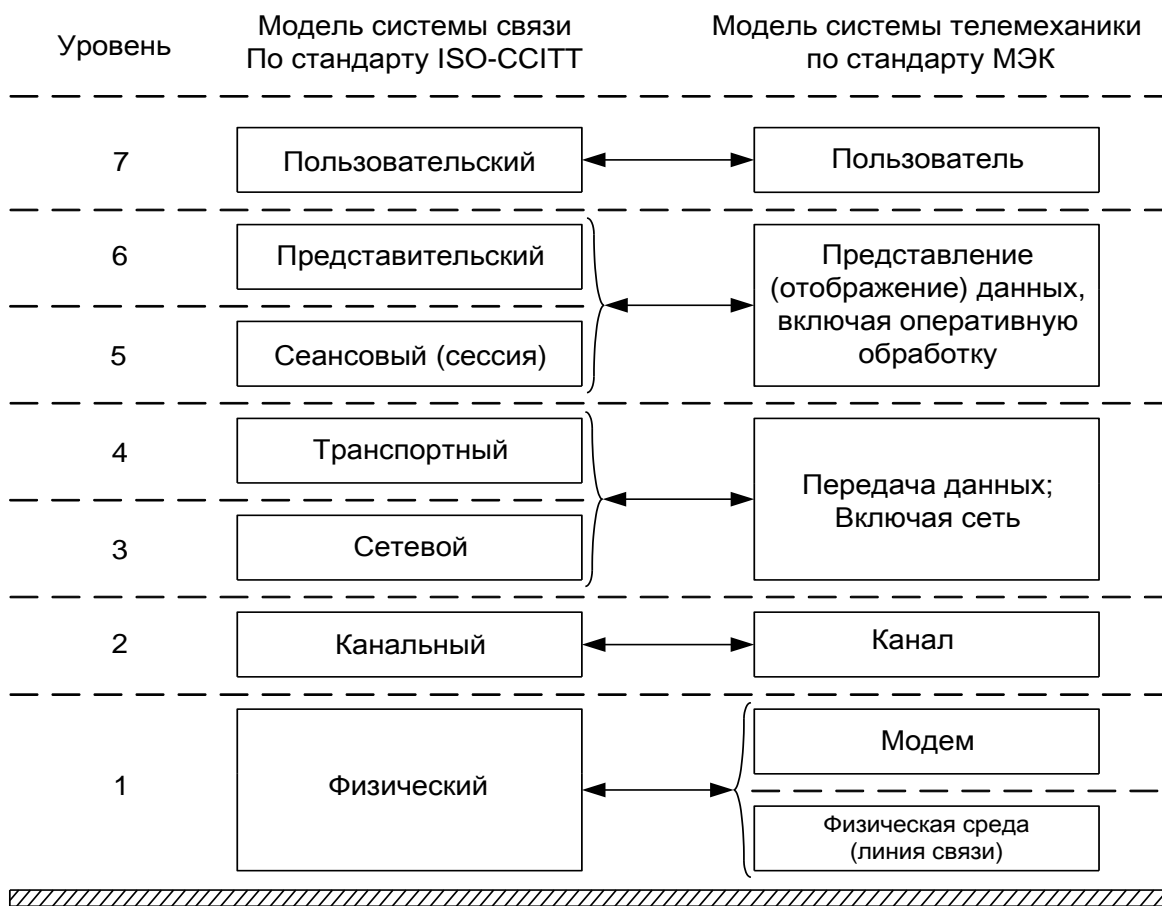 Уровень
Модель системы связи
По стандарту ISO-CCITT
Модель системы телемеханики
по стандарту МЭК
7
Пользовательский
Пользователь
6
Представительский
Представление
(отображение) данных,
включая оперативную
обработку
5
Сеансовый (сессия)
4
Транспортный
Передача данных;
Включая сеть
3
Сетевой
2
Канальный
Канал
1
Физический
Модем
Физическая среда
(линия связи)